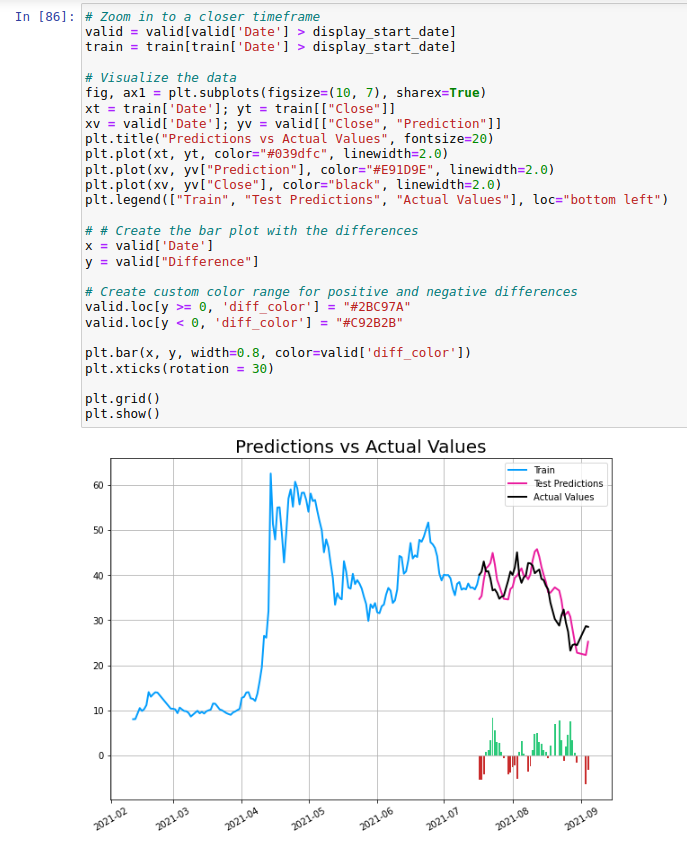 In [86]: # Zoom in to a closer timeframe
valid = valid[valid['Date'] > display_start_date]
train = train[train['Date'] > display_start_date]

# Visualize the data
fig, ax1 = plt.subplots(figsize=(10, 7), sharex=True)
xt = train['Date']; yt = train[["Close"]]
xv = valid['Date']; yv = valid[["Close", "Prediction"]]
plt.title("Predictions vs Actual Values", fontsize=20)
plt.plot(xt, yt, color="#039dfc", linewidth=2.0)
plt.plot(xv, yv["Prediction"], color="#E91D9E", linewidth=2.0)
plt.plot(xv, yv["Close"], color="black", linewidth=2.0)
plt.legend(["Train", "Test Predictions", "Actual Values"], loc="bottom left")

# # Create the bar plot with the differences
x = valid['Date']
y = valid["Difference"]

# Create custom color range for positive and negative differences
valid.loc[y >= 0, 'diff_color'] = "#2BC97A"
valid.loc[y < 0, 'diff_color'] = "#C92B2B"

plt.bar(x, y, width=0.8, color=valid['diff_color'])
plt.xticks(rotation = 30)

plt.grid()
plt.show()

Predictions vs Actual Values
Train
Test Predictions
Actual Values
60
50
40
30
20
10
0
2021-02
2021-03
2021-04
2021-05
2021-06
2021-07
2021-08
2021-09